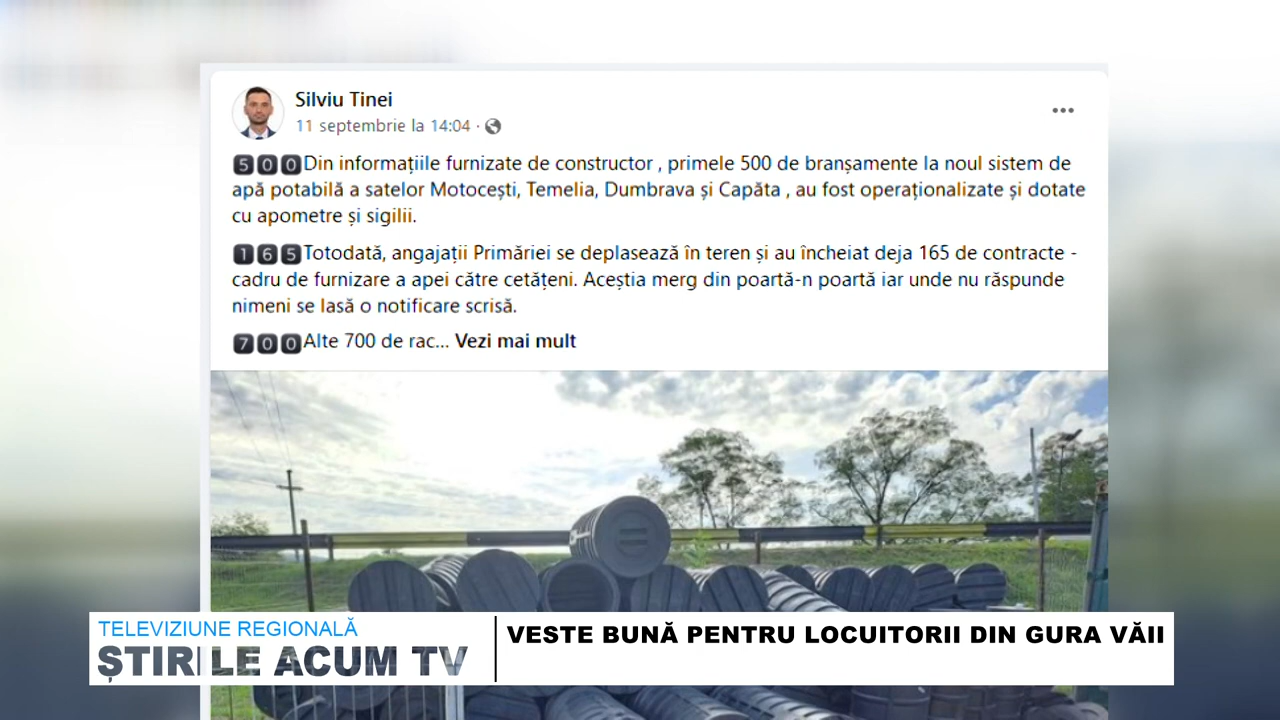 Silviu Tinei
11 septembrie la 14:04 ·
500Din informațiile furnizate de constructor , primele 500 de branșamente la noul sistem de
apă potabilă a satelor Motocești, Temelia, Dumbrava și Capăta , au fost operaționalizate și dotate
cu apometre și sigilii.
165Totodată, angajații Primăriei se deplasează în teren și au încheiat deja 165 de contracte -
cadru de furnizare a apei către cetățeni. Aceștia merg din poartă-n poartă iar unde nu răspunde
nimeni se lasă o notificare scrisă.
700Alte 700 de rac... Vezi mai mult
TELEVIZIUNE REGIONALĂ
ȘTIRILE ACUM TV
VESTE BUNĂ PENTRU LOCUITORII DIN GURA VĂII